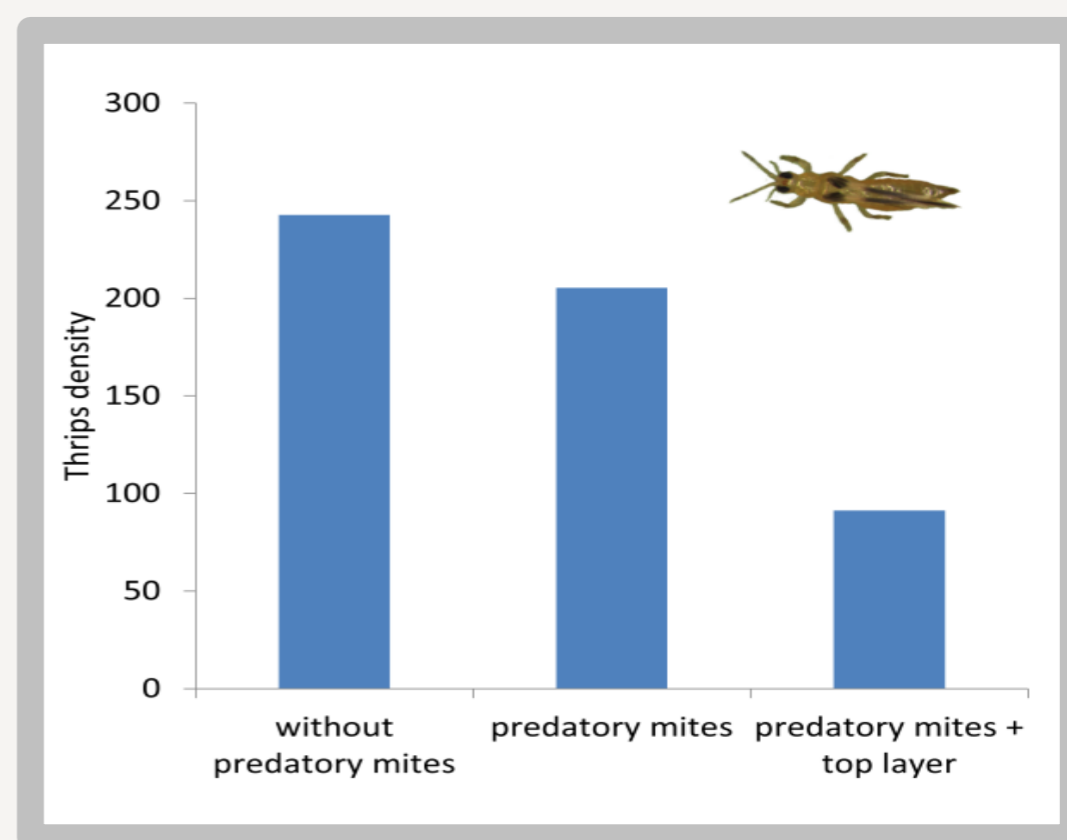 300
250
200
150
100
50
0
Thrips density
without
predatory mites
predatory mites
predatory mites +
top layer